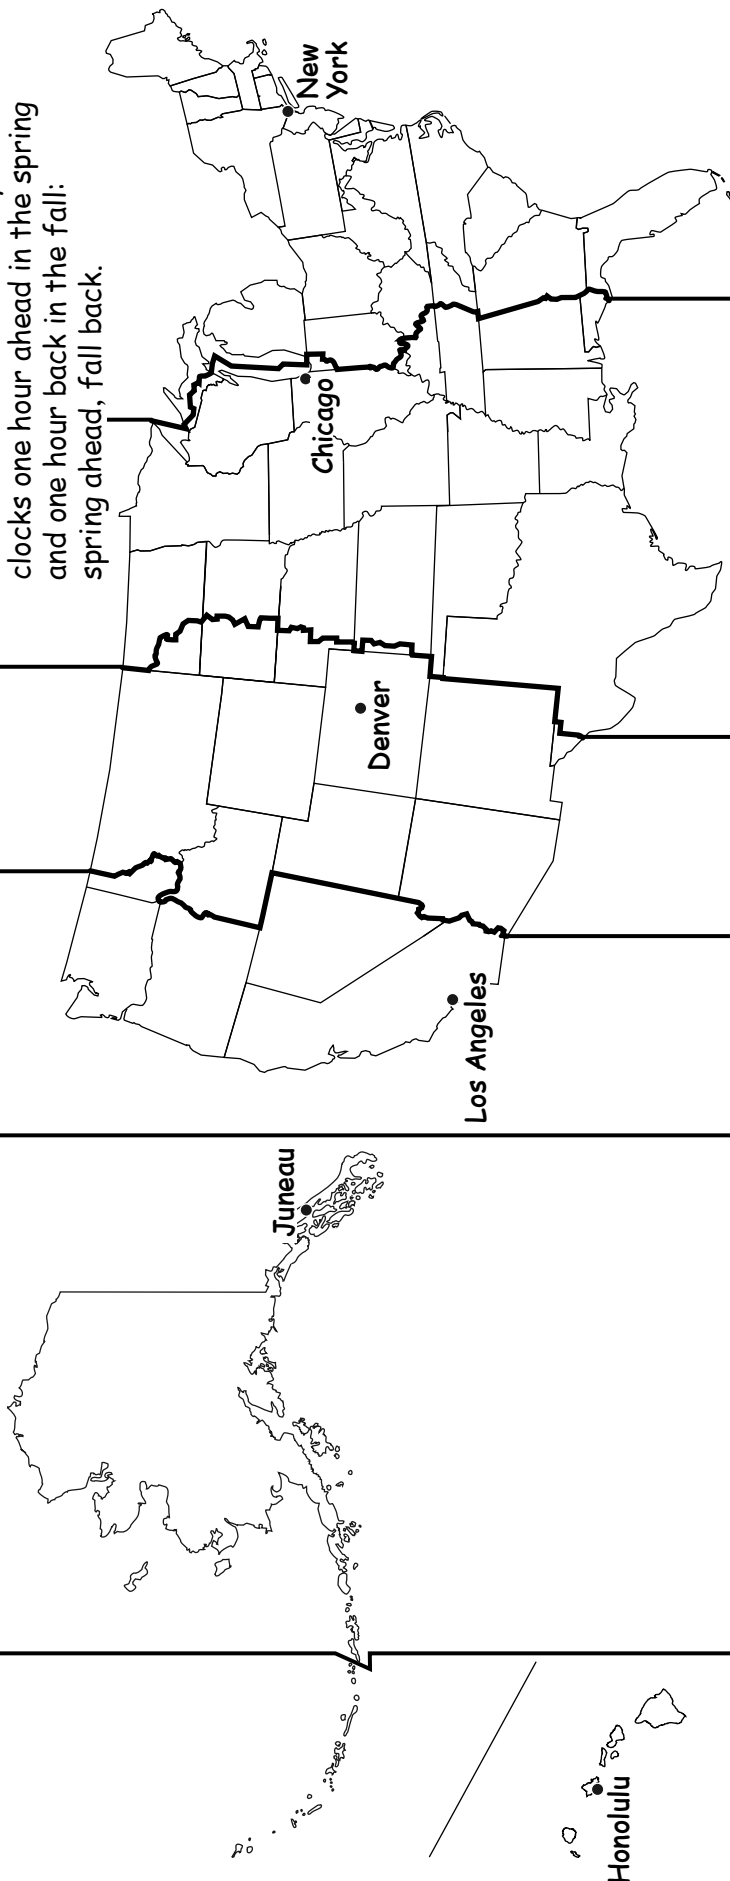 clocks one hour ahead in the spring
and one hour back in the fall:
spring ahead, fall back.
New
York
Chicago
Denver
Los Angeles
Juneau
Honolulu